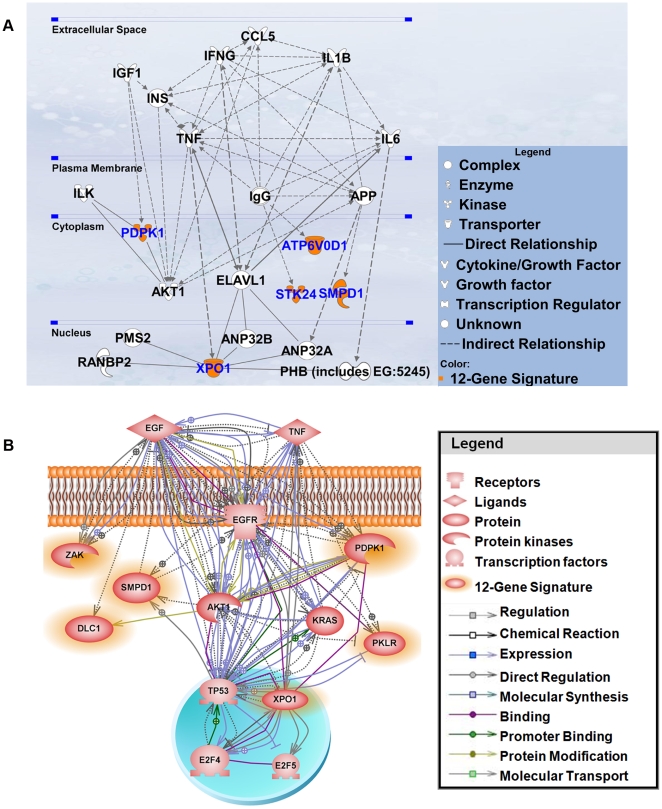 A
Extracellular Space
CCL5
IFNG
IL1B
IGF1
INS
TNF
IL6
Plasma Membrane
ILK
IgG
APP
Cytoplasm
PDPK1
ATP6V0D1
AKT1
ELAVL1
STK24
SMPD1
Nucleus
PMS2
ANP32B
ANP32A
RANBP2
XPO1
PHB (includes EG:5245)
Legend
Complex
Enzyme
Kinase
Transporter
Direct Relationship
Cytokine/Growth Factor
Growth factor
Transcription Regulator
Unknown
Indirect Relationship
Color:
12-Gene Signature
B
EGF
TNF
EGFR
ZAK
PDPK1
SMPD1
AKT1
KRAS
DLC1
PKLR
TP53
XPO1
E2F4
E2F5
Legend
Receptors
Ligands
Protein
Protein kinases
Transcription factors
12-Gene Signature
Regulation
Chemical Reaction
Expression
Direct Regulation
Molecular Synthesis
Binding
Promoter Binding
Protein Modification
Molecular Transport